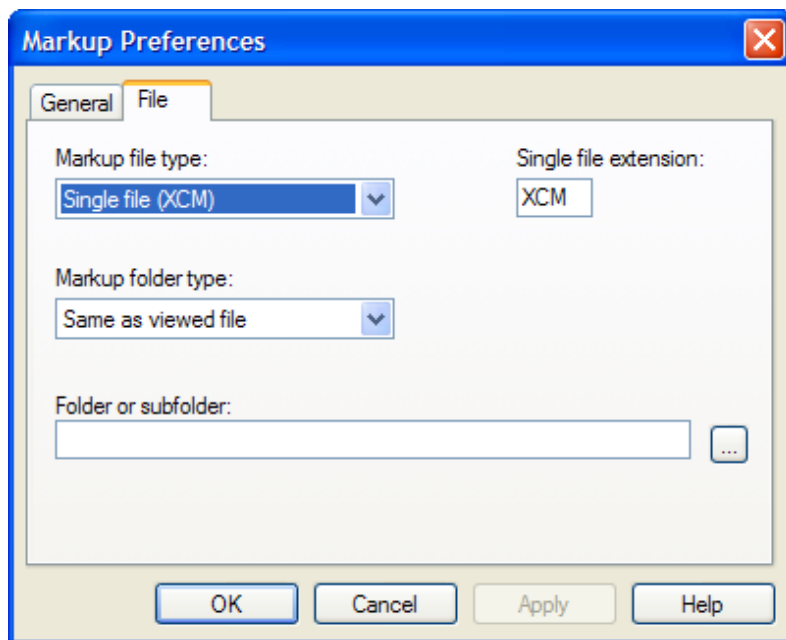 Markup Preferences
General File
Markup file type: Single file extension:
Single file (XCM) XCM
Markup folder type:
Same as viewed file
Folder or subfolder:
...
OK Cancel Apply Help